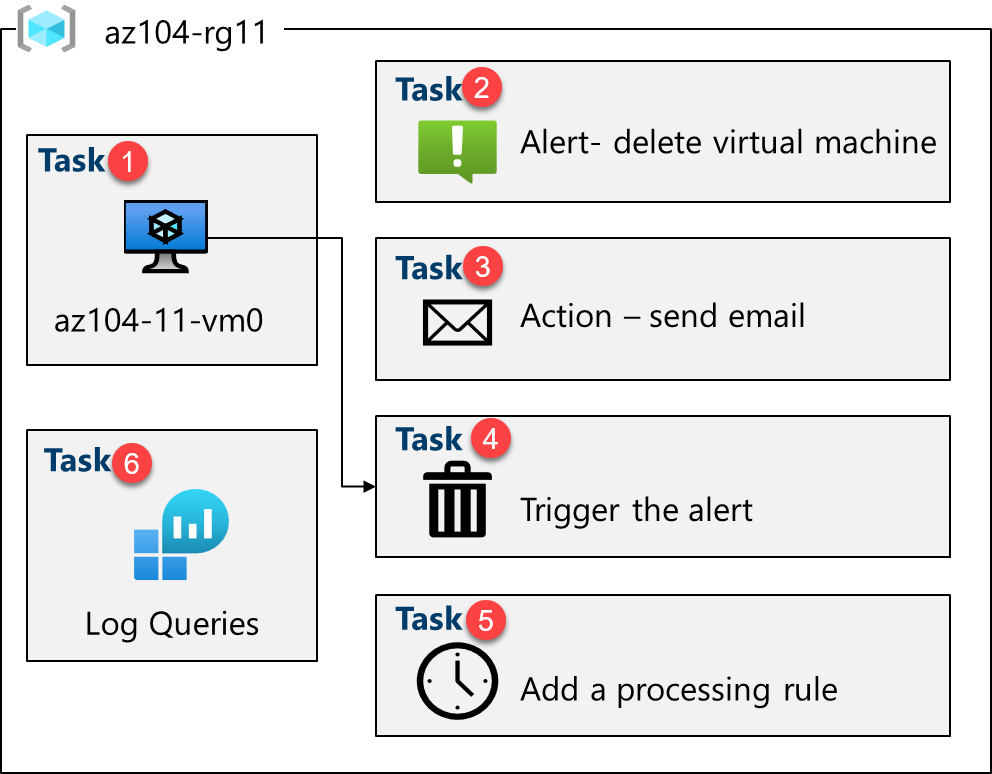 az104-rg11
Task 1
az104-11-vm0
Task 2
Alert- delete virtual machine
Task 3
Action – send email
Task 4
Trigger the alert
Task 5
Add a processing rule
Task 6
Log Queries